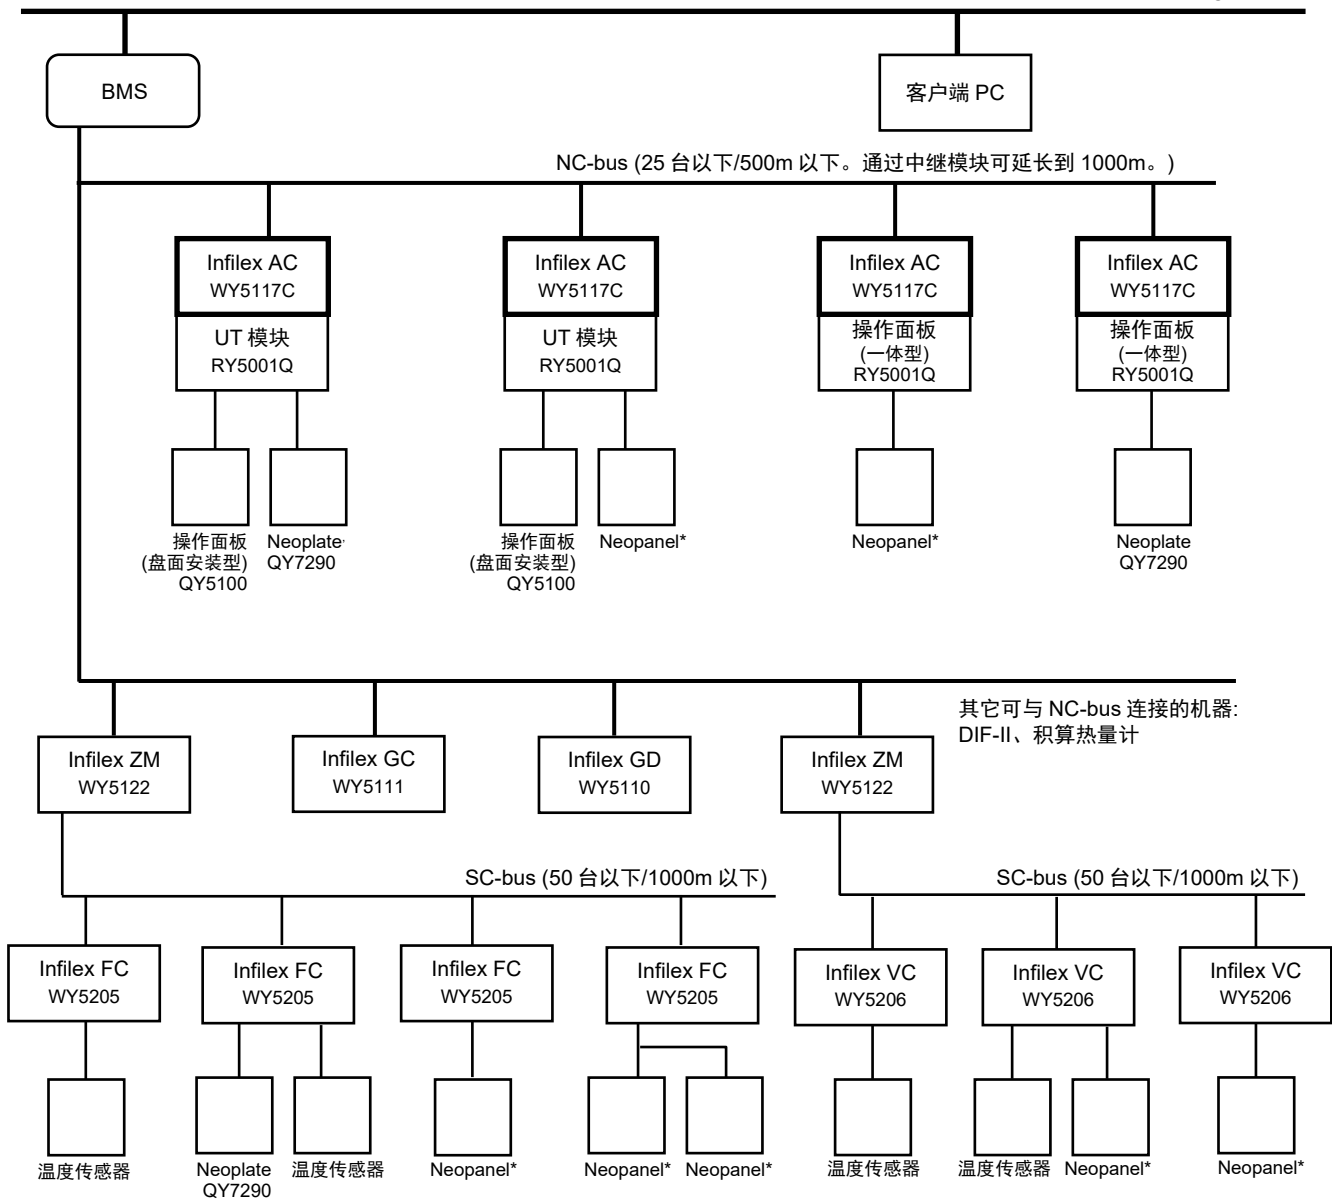 BMS
客户端 PC
NC-bus (25 台以下/500m 以下。通过中继模块可延长到 1000m。)
Infilex AC
WY5117C
UT 模块
RY5001Q
Infilex AC
WY5117C
UT 模块
RY5001Q
Infilex AC
WY5117C
操作面板
(一体型)
RY5001Q
Infilex AC
WY5117C
操作面板
(一体型)
RY5001Q
操作面板
(盘面安装型)
QY5100
Neoplate
QY7290
操作面板
(盘面安装型)
QY5100
Neopanel*
Neopanel*
Neoplate
QY7290
其它可与 NC-bus 连接的机器:
DIF-II、积算热量计
Infilex ZM
WY5122
Infilex GC
WY5111
Infilex GD
WY5110
Infilex ZM
WY5122
SC-bus (50 台以下/1000m 以下)
SC-bus (50 台以下/1000m 以下)
Infilex FC
WY5205
Infilex FC
WY5205
Infilex FC
WY5205
Infilex FC
WY5205
Infilex VC
WY5206
Infilex VC
WY5206
Infilex VC
WY5206
温度传感器
Neoplate
QY7290
温度传感器
Neopanel*
Neopanel*
Neopanel*
温度传感器
温度传感器
Neopanel*
Neopanel*